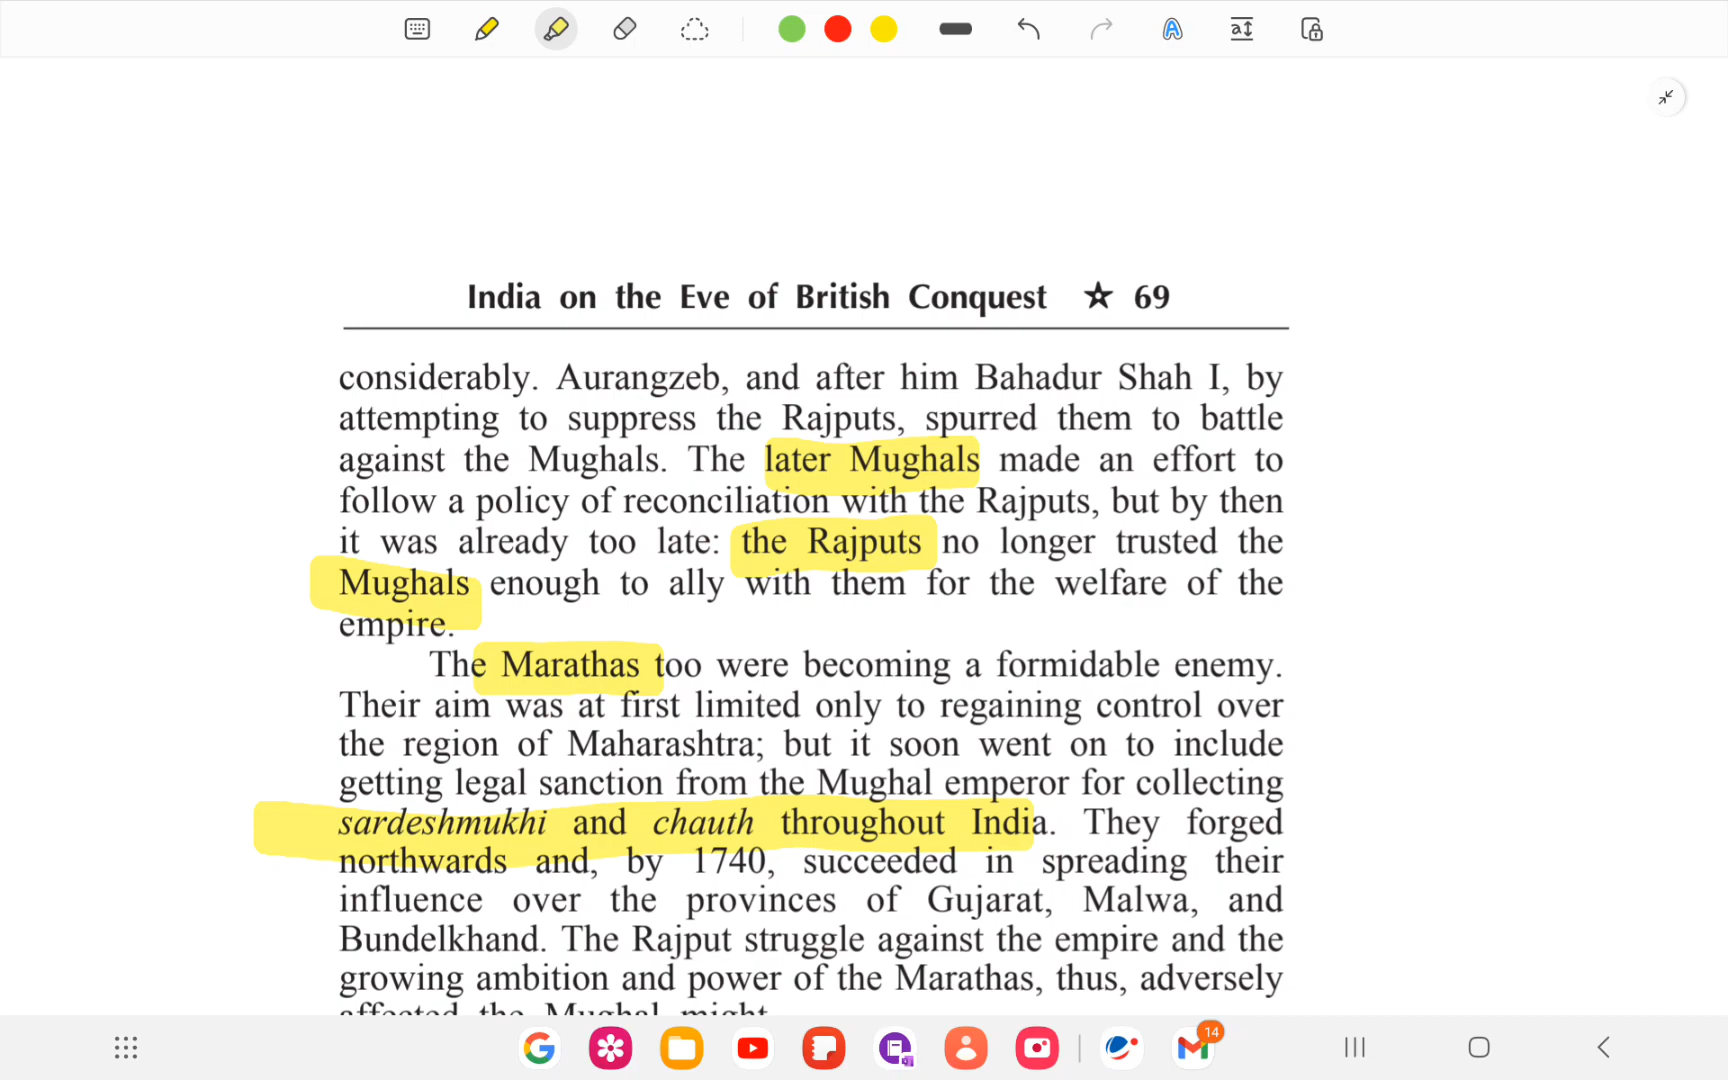 India on the Eve of British Conquest ☆ 69
considerably. Aurangzeb, and after him Bahadur Shah I, by
attempting to suppress the Rajputs, spurred them to battle
against the Mughals. The later Mughals made an effort to
follow a policy of reconciliation with the Rajputs, but by then
it was already too late: the Rajputs no longer trusted the
Mughals enough to ally with them for the welfare of the
empire.
The Marathas too were becoming a formidable enemy.
Their aim was at first limited only to regaining control over
the region of Maharashtra; but it soon went on to include
getting legal sanction from the Mughal emperor for collecting
sardeshmukhi and chauth throughout India. They forged
northwards and, by 1740, succeeded in spreading their
influence over the provinces of Gujarat, Malwa, and
Bundelkhand. The Rajput struggle against the empire and the
growing ambition and power of the Marathas, thus, adversely
affected the Mughal might.
14